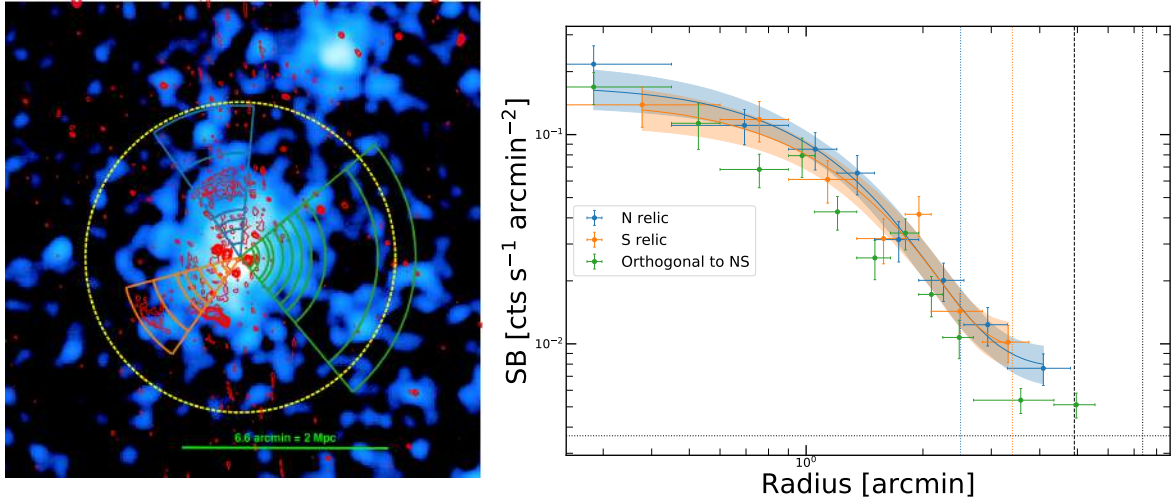 6.6 arcmin = 2 Mpc
SB [cts s⁻¹ arcmin⁻²]
10⁻¹
10⁻²
N relic
S relic
Orthogonal to NS
10⁰
Radius [arcmin]